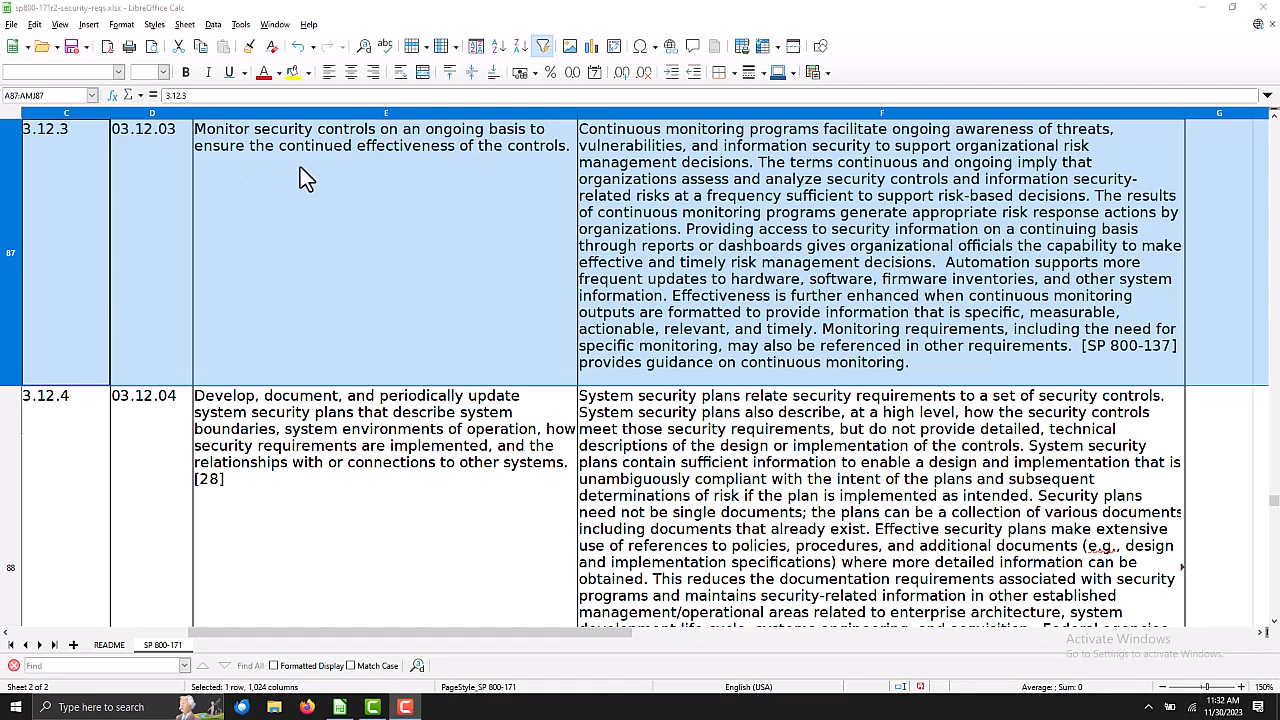 sp800-171r2-security-reqs.xlsx - LibreOffice Calc
File Edit View Insert Format Styles Sheet Data Tools Window Help
A87:AMJ87 3.12.3
C D E F G
87
3.12.3
03.12.03
Monitor security controls on an ongoing basis to
ensure the continued effectiveness of the controls.
Continuous monitoring programs facilitate ongoing awareness of threats,
vulnerabilities, and information security to support organizational risk
management decisions. The terms continuous and ongoing imply that
organizations assess and analyze security controls and information security-
related risks at a frequency sufficient to support risk-based decisions. The results
of continuous monitoring programs generate appropriate risk response actions by
organizations. Providing access to security information on a continuing basis
through reports or dashboards gives organizational officials the capability to make
effective and timely risk management decisions.  Automation supports more
frequent updates to hardware, software, firmware inventories, and other system
information. Effectiveness is further enhanced when continuous monitoring
outputs are formatted to provide information that is specific, measurable,
actionable, relevant, and timely. Monitoring requirements, including the need for
specific monitoring, may also be referenced in other requirements.  [SP 800-137]
provides guidance on continuous monitoring.
88
3.12.4
03.12.04
Develop, document, and periodically update
system security plans that describe system
boundaries, system environments of operation, how
security requirements are implemented, and the
relationships with or connections to other systems.
[28]
System security plans relate security requirements to a set of security controls.
System security plans also describe, at a high level, how the security controls
meet those security requirements, but do not provide detailed, technical
descriptions of the design or implementation of the controls. System security
plans contain sufficient information to enable a design and implementation that is
unambiguously compliant with the intent of the plans and subsequent
determinations of risk if the plan is implemented as intended. Security plans
need not be single documents; the plans can be a collection of various documents
including documents that already exist. Effective security plans make extensive
use of references to policies, procedures, and additional documents (e.g., design
and implementation specifications) where more detailed information can be
obtained. This reduces the documentation requirements associated with security
programs and maintains security-related information in other established
management/operational areas related to enterprise architecture, system
README SP 800-171
Activate Windows
Go to Settings to activate Windows.
Find Find All Formatted Display Match Case
Sheet 2 of 2 Selected: 1 row, 1,024 columns PageStyle_SP 800-171 English (USA) Average: ; Sum: 0 150%
Type here to search
11:32 AM
11/30/2023